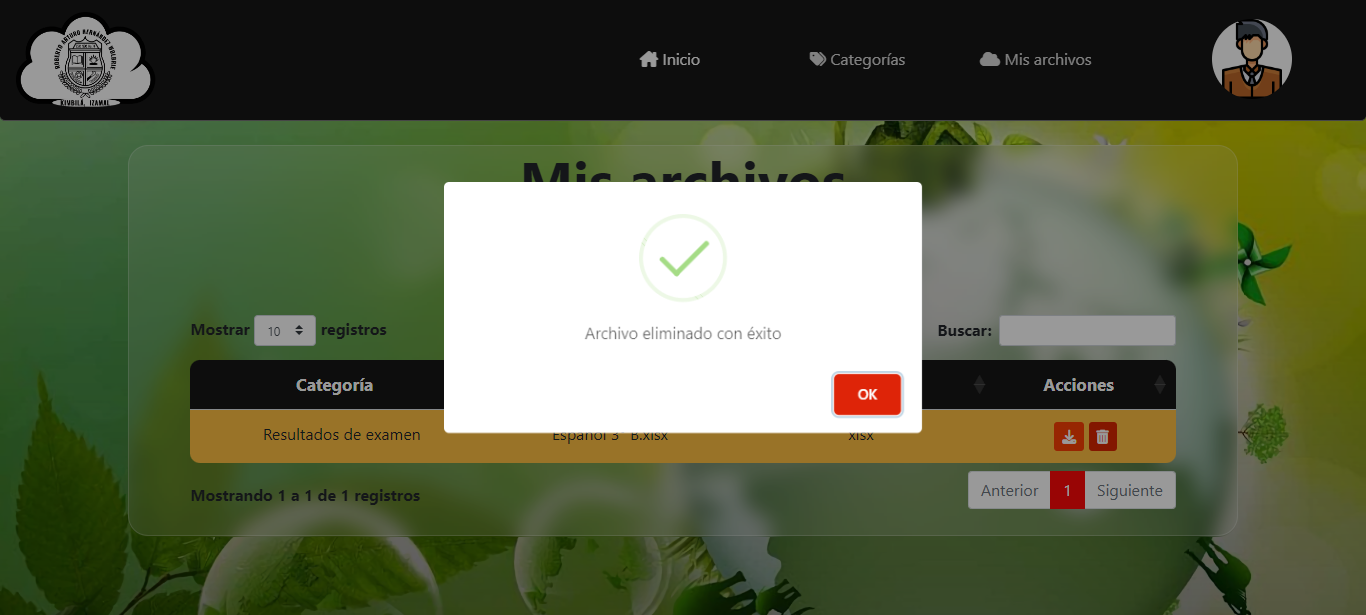 Inicio
Categorías
Mis archivos
KIMBILÁ, IZAMAL
Mis archivos
Archivo eliminado con éxito
OK
Mostrar 10 registros
Buscar:
Categoría
Acciones
Resultados de examen
Español 3° B.xlsx
xlsx
Mostrando 1 a 1 de 1 registros
Anterior 1 Siguiente